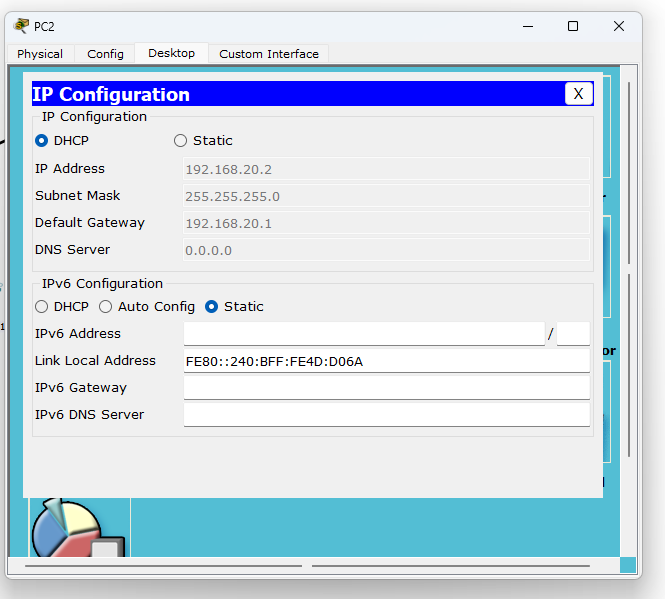 PC2
Physical Config Desktop Custom Interface
IP Configuration X
IP Configuration
DHCP Static
IP Address 192.168.20.2
Subnet Mask 255.255.255.0
Default Gateway 192.168.20.1
DNS Server 0.0.0.0
IPv6 Configuration
DHCP Auto Config Static
IPv6 Address /
Link Local Address FE80::240:BFF:FE4D:D06A
IPv6 Gateway
IPv6 DNS Server